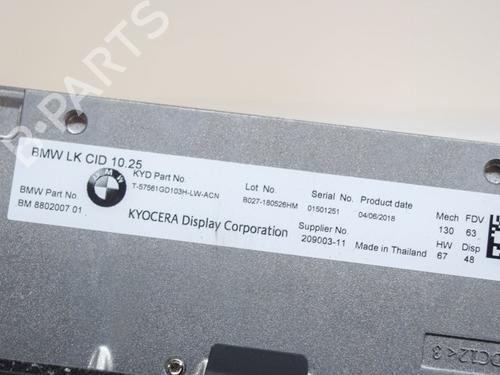 B-PARTS
BMW LK CID 10.25
KYD Part No.
T-57561GD103H-LW-ACN
BMW Part No
BM 8802007 01
BMW
Lot No.
B027-180526HM
Serial No.
01501251
Product date
04/06/2018
Mech FDV
130 63
KYOCERA Display Corporation
Supplier No
209003-11
Made in Thailand
HW Disp
67 48